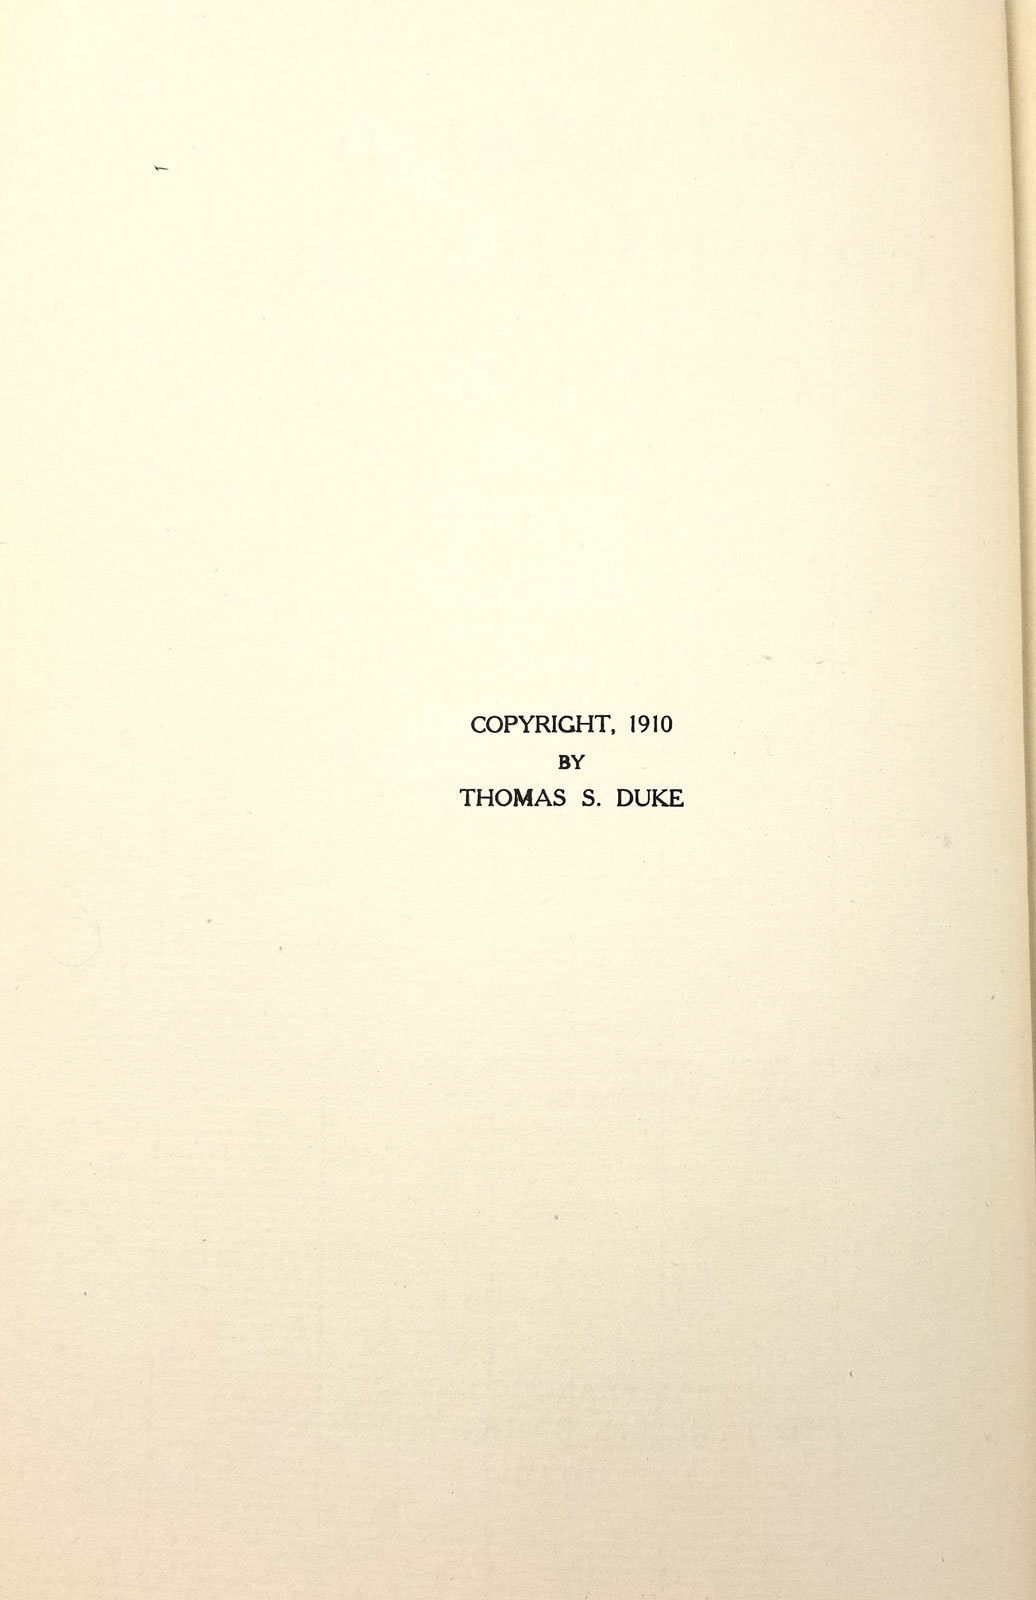 COPYRIGHT, 1910
BY
THOMAS S. DUKE